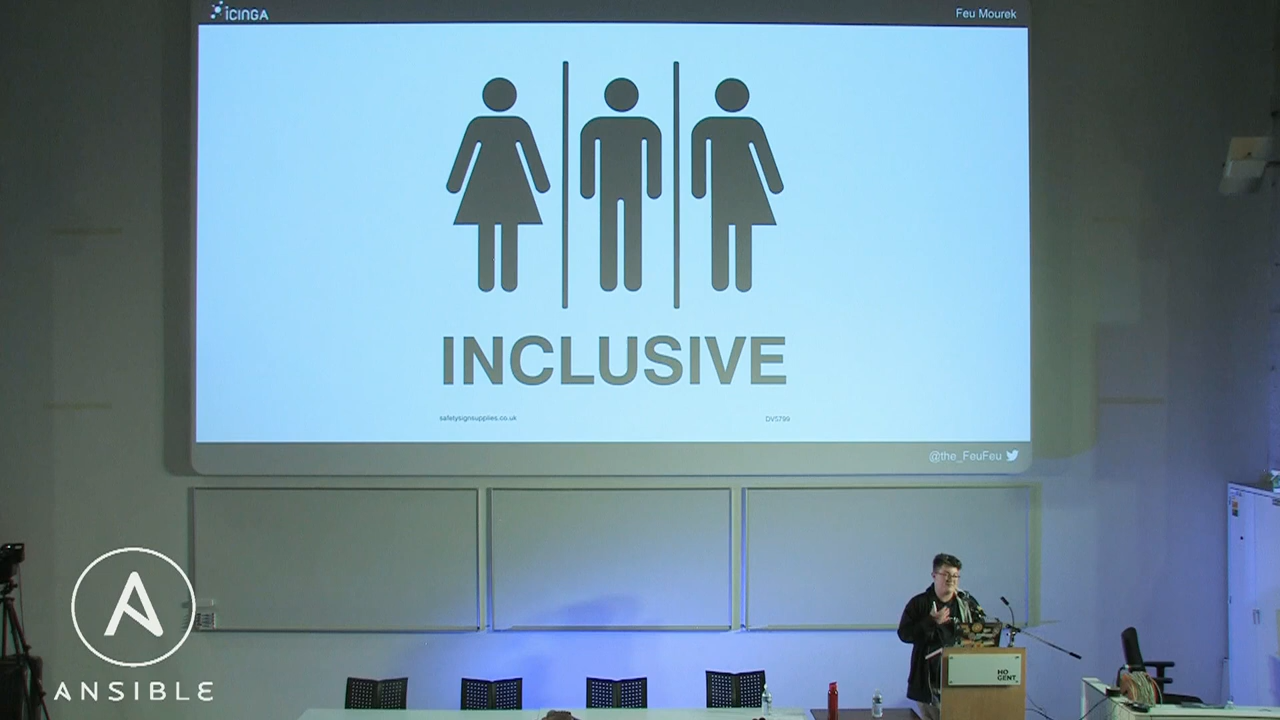 iCINGA
Feu Mourek
INCLUSIVE
safetysignsupplies.co.uk
DV5799
@the_FeuFeu
HO
GENT
ANSIBLE